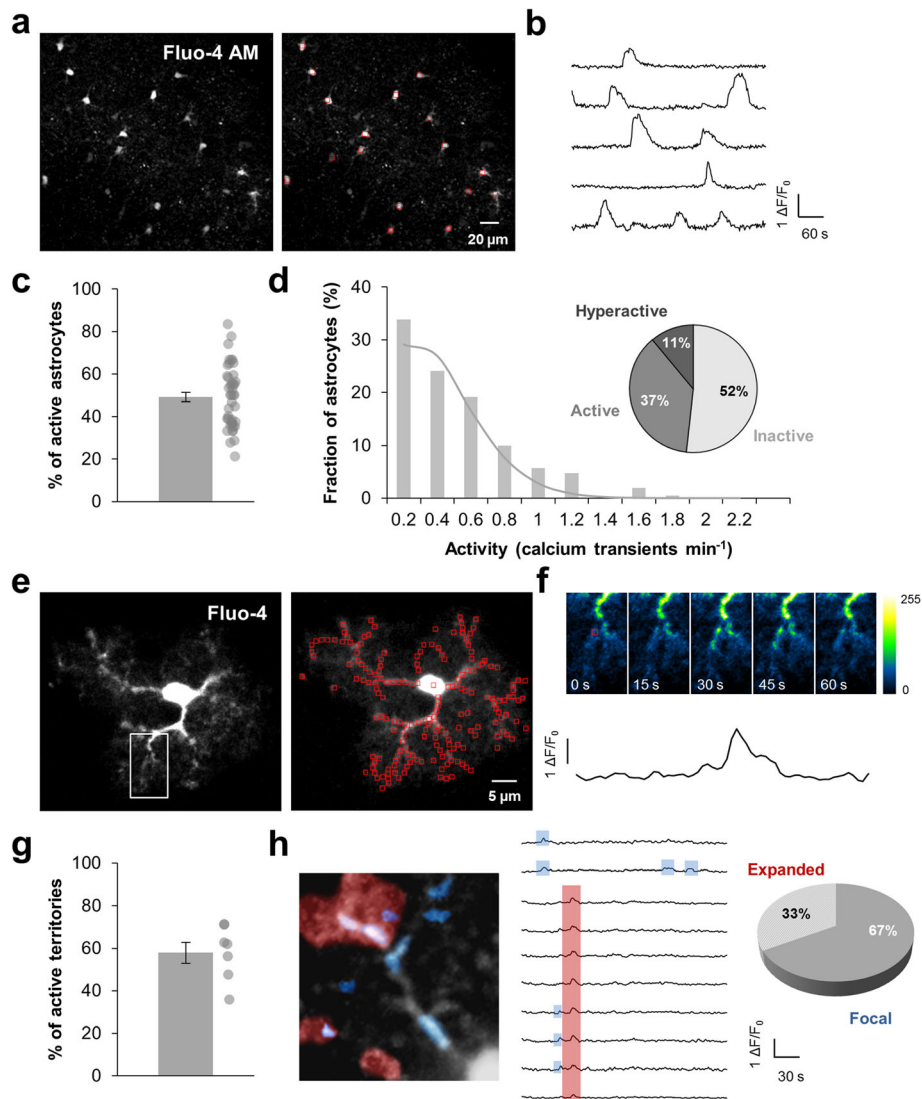 a
Fluo-4 AM
20 µm
b
1 ΔF/F0
60 s
c
% of active astrocytes
100
80
60
40
20
0
d
Fraction of astrocytes (%)
40
30
20
10
0
0.2 0.4 0.6 0.8 1 1.2 1.4 1.6 1.8 2 2.2
Activity (calcium transients min-1)
Hyperactive
11%
37%
52%
Active
Inactive
e
Fluo-4
5 µm
f
0 s 15 s 30 s 45 s 60 s
255
0
1 ΔF/F0
g
% of active territories
100
80
60
40
20
0
h
Expanded
33%
67%
Focal
1 ΔF/F0
30 s